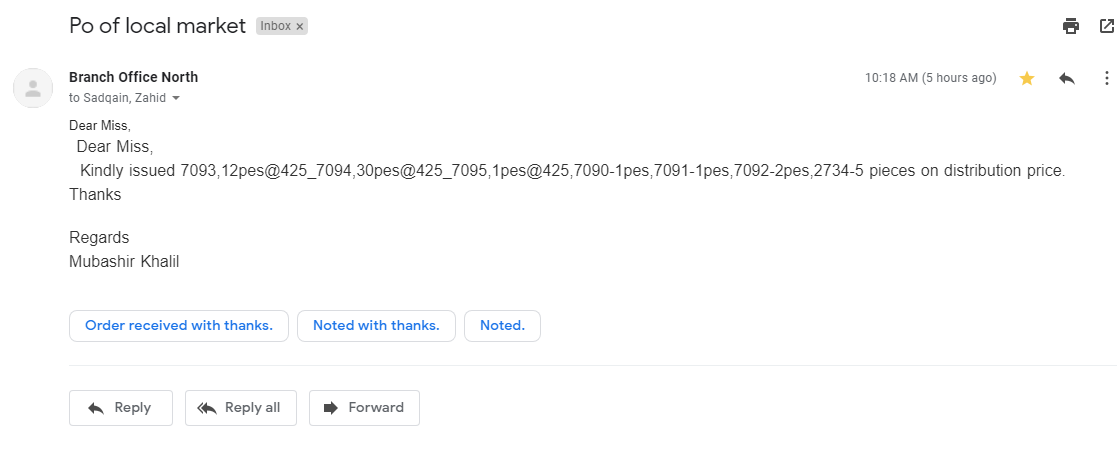 Po of local market Inbox ×
Branch Office North 10:18 AM (5 hours ago)
to Sadqain, Zahid
Dear Miss,
Dear Miss,
Kindly issued 7093,12pes@425_7094,30pes@425_7095,1pes@425,7090-1pes,7091-1pes,7092-2pes,2734-5 pieces on distribution price.
Thanks
Regards
Mubashir Khalil
Order received with thanks. Noted with thanks. Noted.
Reply Reply all Forward